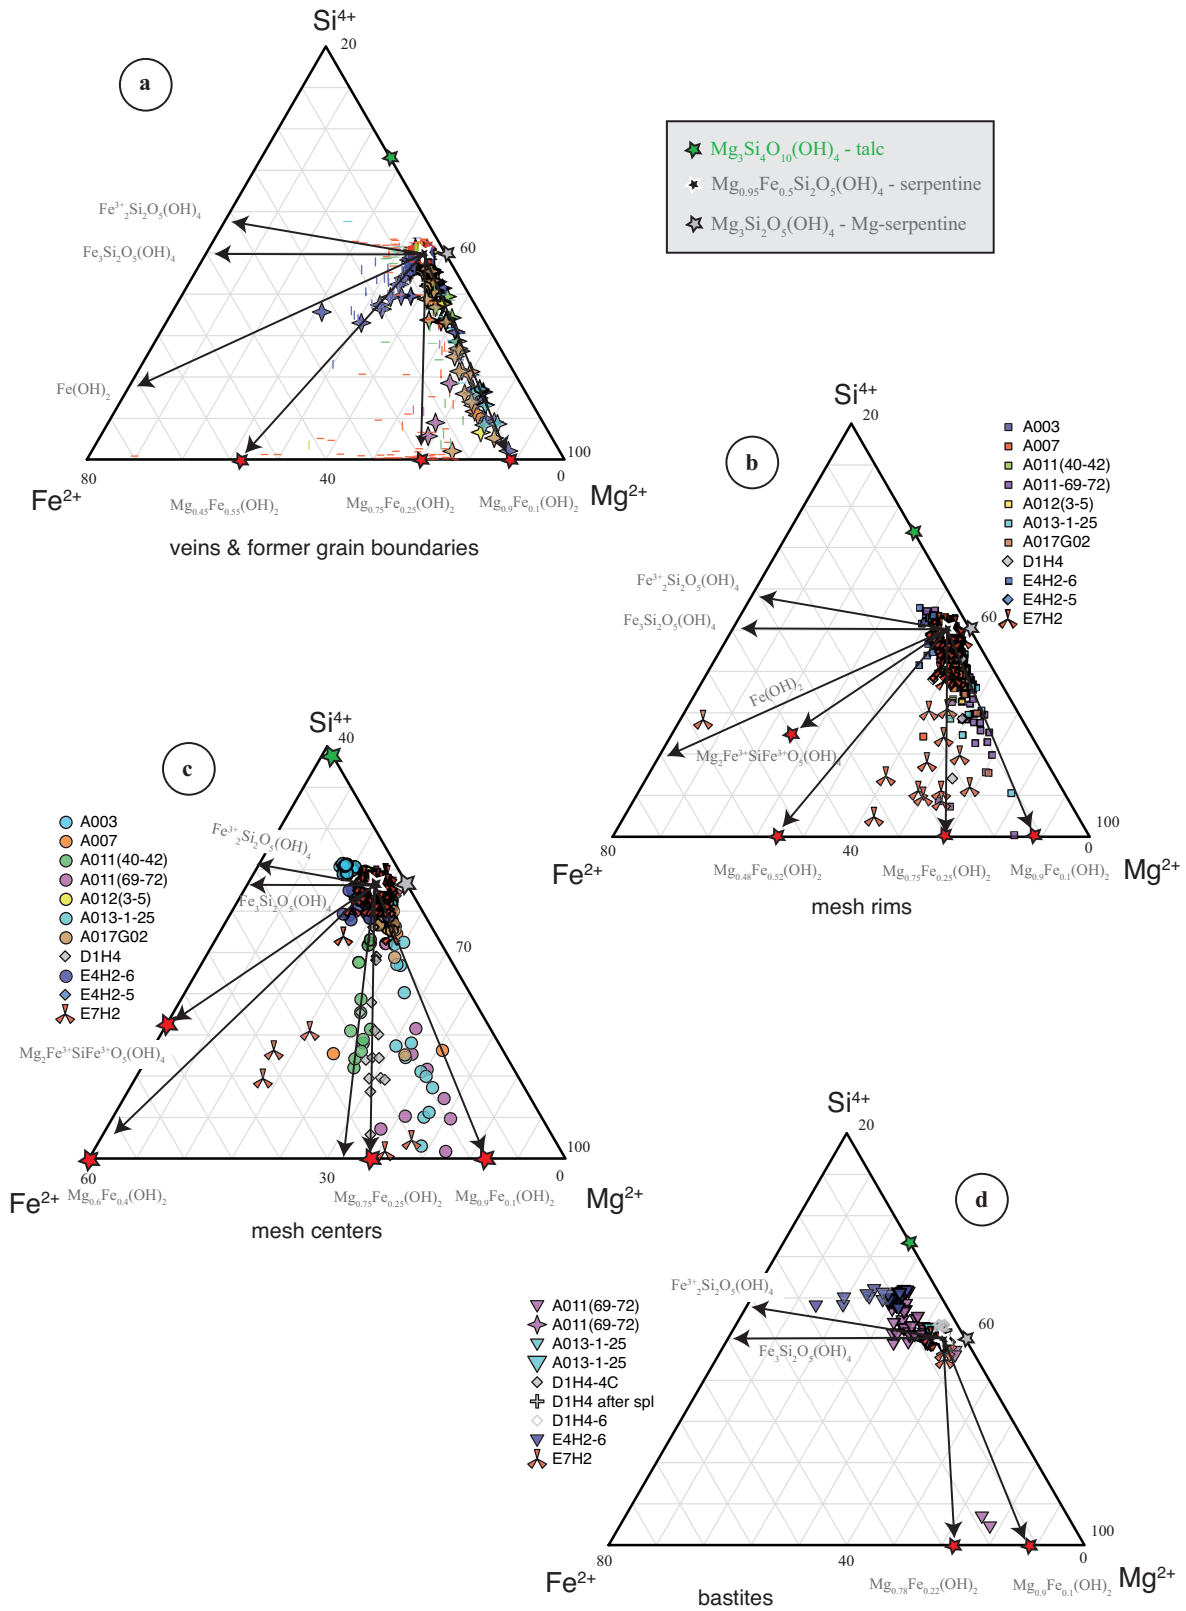 Si4+
20
a
Mg3Si4O10(OH)4 - talc
Mg0.95Fe0.5Si2O5(OH)4 - serpentine
Mg3Si2O5(OH)4 - Mg-serpentine
Fe3+2Si2O5(OH)4
Fe3Si2O5(OH)4
60
Fe(OH)2
80
40
0
100
Fe2+
Mg2+
Mg0.45Fe0.55(OH)2
Mg0.75Fe0.25(OH)2
Mg0.9Fe0.1(OH)2
veins & former grain boundaries
Si4+
20
b
A003
A007
A011(40-42)
A011-69-72)
A012(3-5)
A013-1-25
A017G02
D1H4
E4H2-6
E4H2-5
E7H2
Fe3+2Si2O5(OH)4
Fe3Si2O5(OH)4
60
Fe(OH)2
Mg2Fe3+SiFe3+O5(OH)4
80
40
0
100
Fe2+
Mg2+
Mg0.48Fe0.52(OH)2
Mg0.75Fe0.25(OH)2
Mg0.9Fe0.1(OH)2
mesh rims
Si4+
40
c
A003
A007
A011(40-42)
A011(69-72)
A012(3-5)
A013-1-25
A017G02
D1H4
E4H2-6
E4H2-5
E7H2
Fe3+2Si2O5(OH)4
Fe3Si2O5(OH)4
70
Mg2Fe3+SiFe3+O5(OH)4
60
30
0
100
Fe2+
Mg2+
Mg0.6Fe0.4(OH)2
Mg0.75Fe0.25(OH)2
Mg0.9Fe0.1(OH)2
mesh centers
Si4+
20
d
Fe3+2Si2O5(OH)4
Fe3Si2O5(OH)4
60
A011(69-72)
A011(69-72)
A013-1-25
A013-1-25
D1H4-4C
D1H4 after spl
D1H4-6
E4H2-6
E7H2
80
40
0
100
Fe2+
Mg2+
Mg0.78Fe0.22(OH)2
Mg0.9Fe0.1(OH)2
bastites